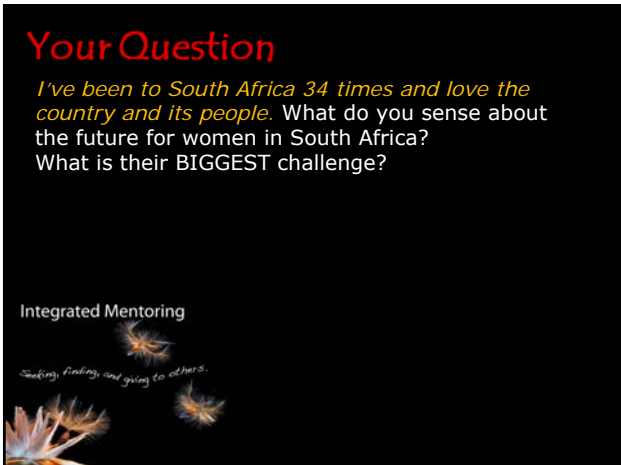 Your Question
I've been to South Africa 34 times and love the
country and its people. What do you sense about
the future for women in South Africa?
What is their BIGGEST challenge?
Integrated Mentoring
Seeking, finding, and giving to others.